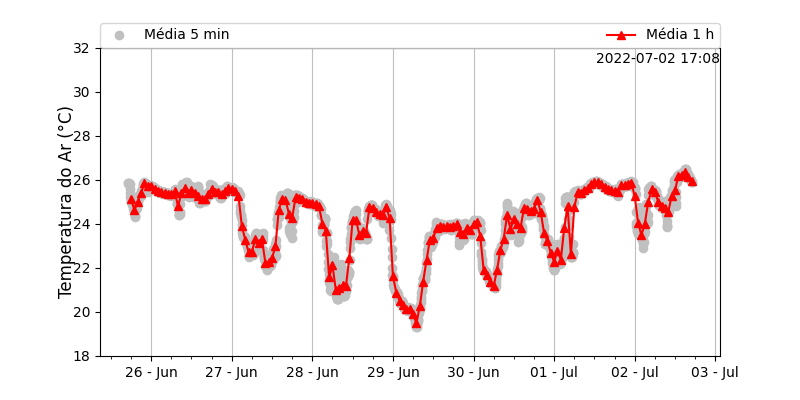 Média 5 min
Média 1 h
2022-07-02 17:08
Temperatura do Ar (°C)
32
30
28
26
24
22
20
18
26 - Jun
27 - Jun
28 - Jun
29 - Jun
30 - Jun
01 - Jul
02 - Jul
03 - Jul